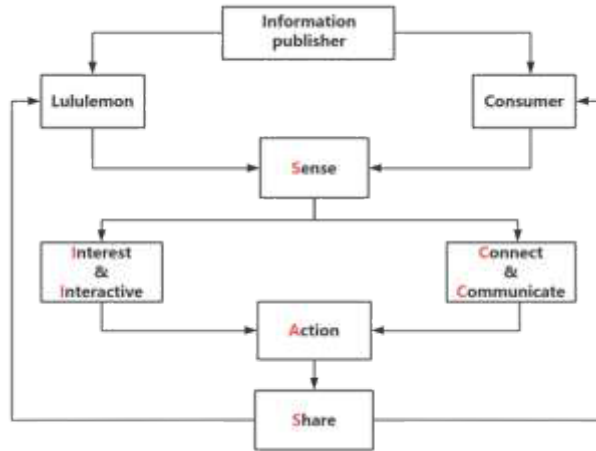 Information
publisher
Lululemon
Consumer
Sense
Interest
&
Interactive
Connect
&
Communicate
Action
Share